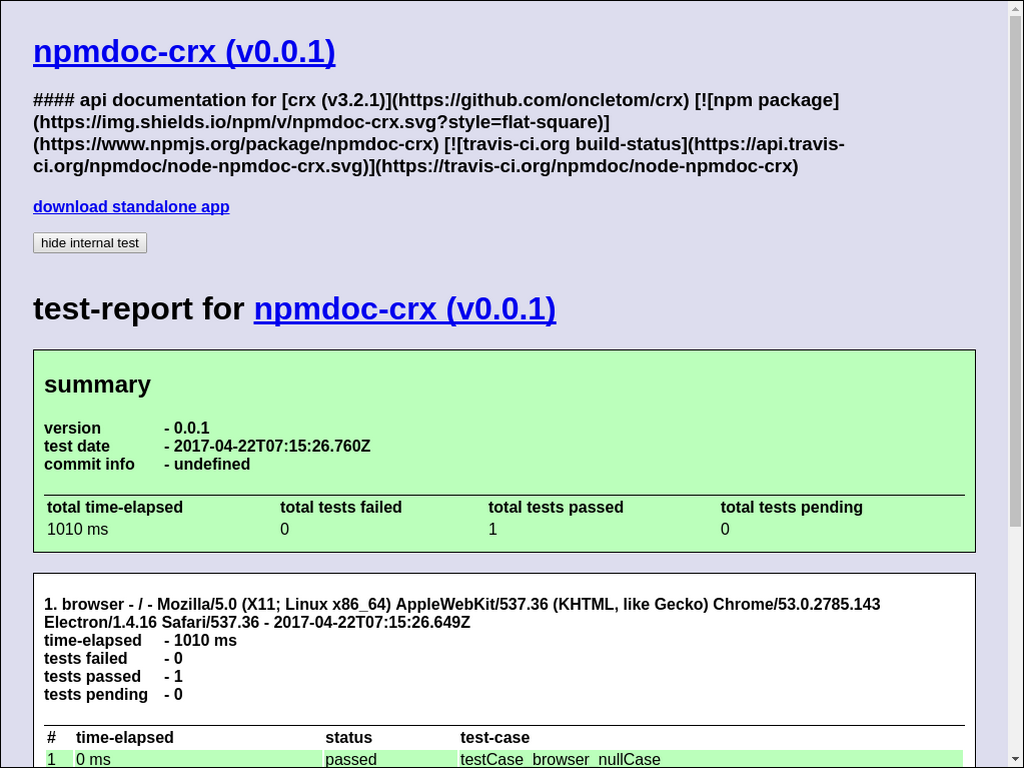 npmdoc-crx (v0.0.1)
#### api documentation for [crx (v3.2.1)](https://github.com/oncletom/crx) [![npm package]
(https://img.shields.io/npm/v/npmdoc-crx.svg?style=flat-square)]
(https://www.npmjs.org/package/npmdoc-crx) [![travis-ci.org build-status](https://api.travis-
ci.org/npmdoc/node-npmdoc-crx.svg)](https://travis-ci.org/npmdoc/node-npmdoc-crx)
download standalone app
hide internal test
test-report for npmdoc-crx (v0.0.1)
summary
version - 0.0.1
test date - 2017-04-22T07:15:26.760Z
commit info - undefined
total time-elapsed total tests failed total tests passed total tests pending
1010 ms 0 1 0
1. browser - / - Mozilla/5.0 (X11; Linux x86_64) AppleWebKit/537.36 (KHTML, like Gecko) Chrome/53.0.2785.143
Electron/1.4.16 Safari/537.36 - 2017-04-22T07:15:26.649Z
time-elapsed - 1010 ms
tests failed - 0
tests passed - 1
tests pending - 0
# time-elapsed status test-case
1 0 ms passed testCase_browser_nullCase